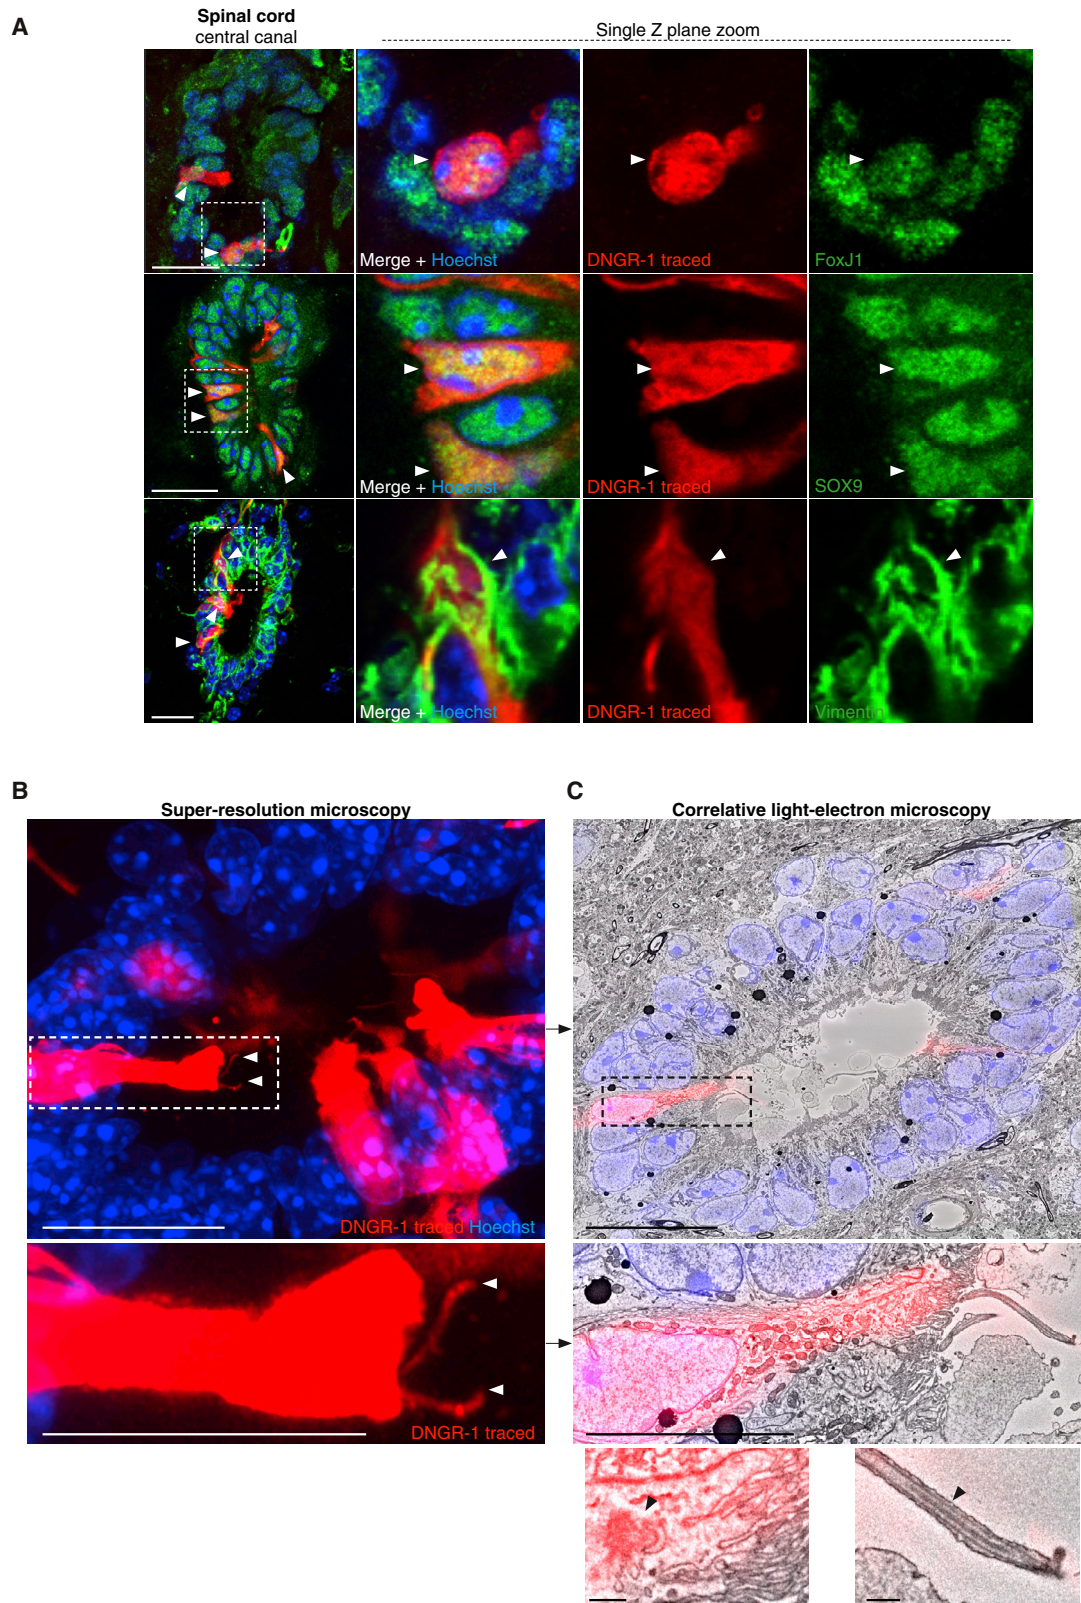 A
Spinal cord
central canal
Single Z plane zoom
Merge + Hoechst
DNGR-1 traced
FoxJ1
Merge + Hoechst
DNGR-1 traced
SOX9
Merge + Hoechst
DNGR-1 traced
Vimentin
B
Super-resolution microscopy
DNGR-1 traced Hoechst
DNGR-1 traced
C
Correlative light-electron microscopy